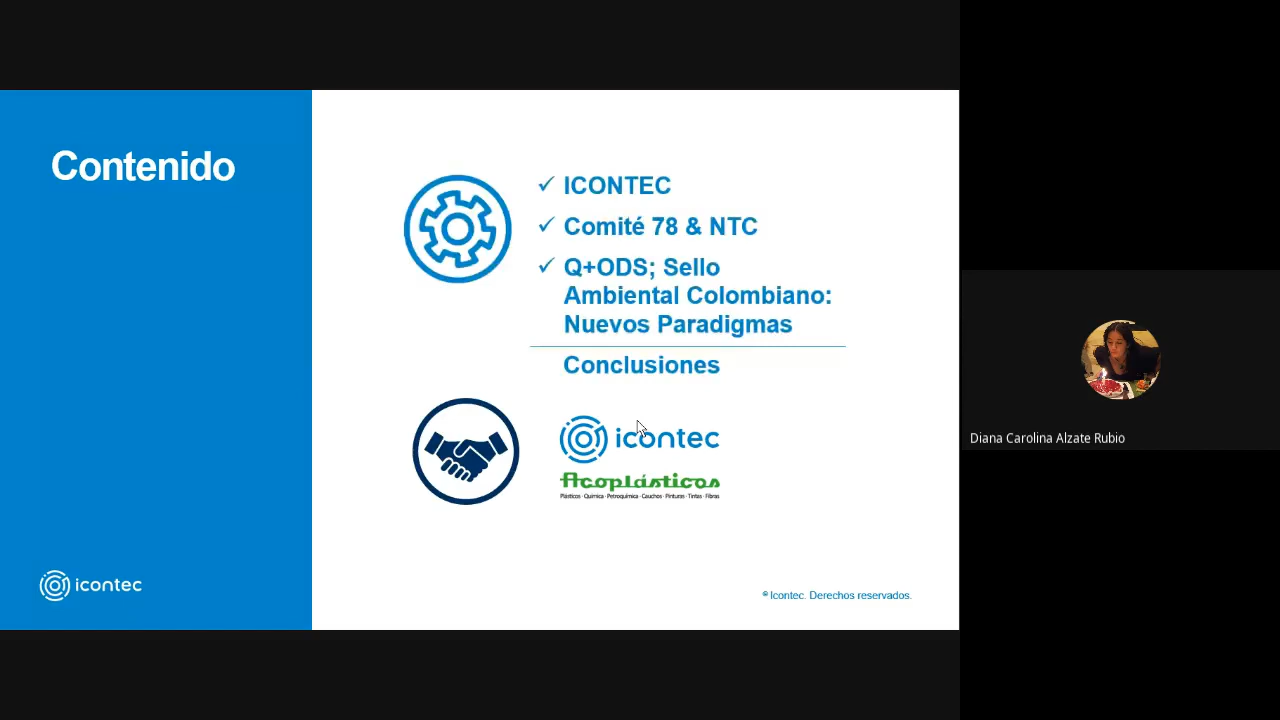 Contenido
✓ ICONTEC
✓ Comité 78 & NTC
✓ Q+ODS; Sello
Ambiental Colombiano:
Nuevos Paradigmas
Conclusiones
icontec
Acoplásticos
Plásticos · Química · Petroquímica · Cauchos · Pinturas · Tintas · Fibras
icontec
© Icontec. Derechos reservados.
Diana Carolina Alzate Rubio